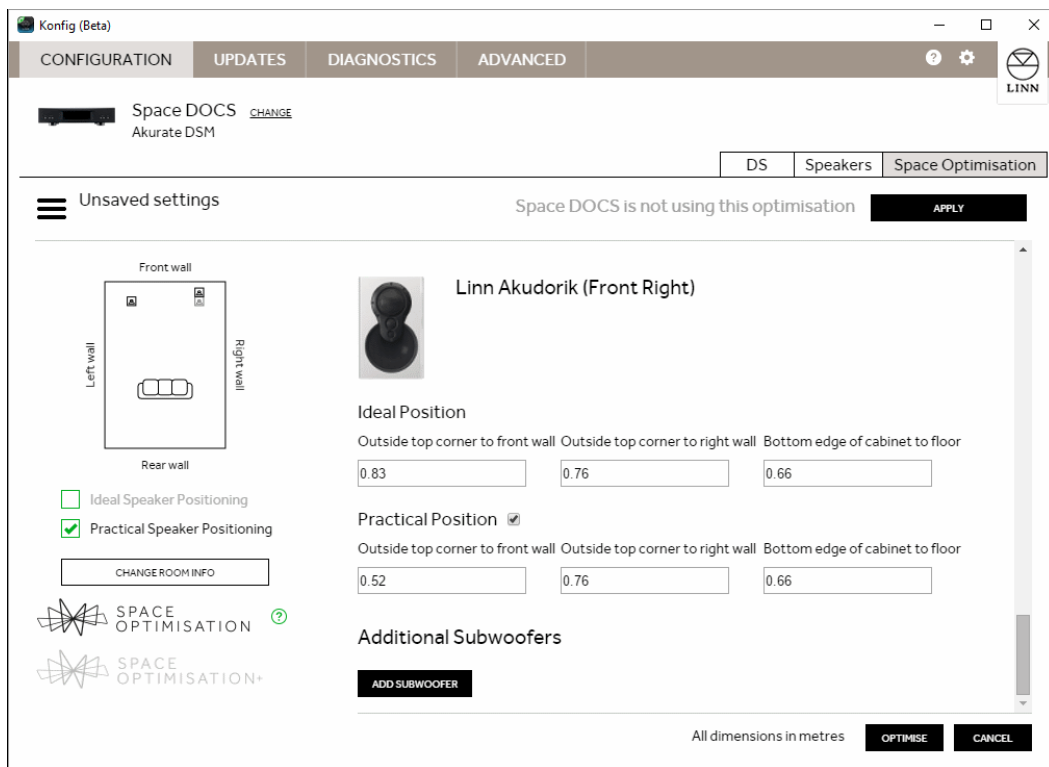 Konfig (Beta)
CONFIGURATION UPDATES DIAGNOSTICS ADVANCED
LINN
Space DOCS CHANGE
Akurate DSM
DS Speakers Space Optimisation
Unsaved settings
Space DOCS is not using this optimisation APPLY
Front wall
Left wall
Right wall
Rear wall
Ideal Speaker Positioning
Practical Speaker Positioning
CHANGE ROOM INFO
SPACE
OPTIMISATION ?
SPACE
OPTIMISATION+
Linn Akudorik (Front Right)
Ideal Position
Outside top corner to front wall Outside top corner to right wall Bottom edge of cabinet to floor
0.83 0.76 0.66
Practical Position
Outside top corner to front wall Outside top corner to right wall Bottom edge of cabinet to floor
0.52 0.76 0.66
Additional Subwoofers
ADD SUBWOOFER
All dimensions in metres OPTIMISE CANCEL